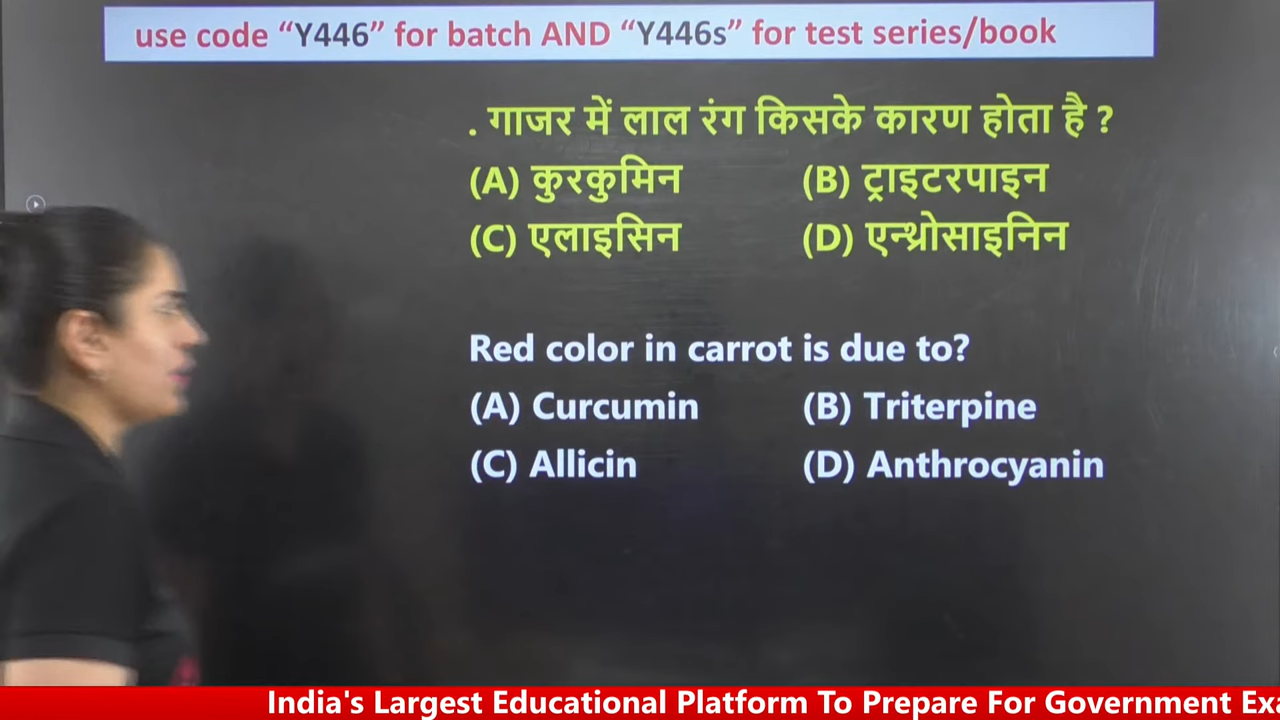 use code “Y446” for batch AND “Y446s” for test series/book
. गाजर में लाल रंग किसके कारण होता है ?
(A) कुरकुमिन (B) ट्राइटरपाइन
(C) एलाइसिन (D) एन्थ्रोसाइनिन
Red color in carrot is due to?
(A) Curcumin (B) Triterpine
(C) Allicin (D) Anthrocyanin
India's Largest Educational Platform To Prepare For Government Exa